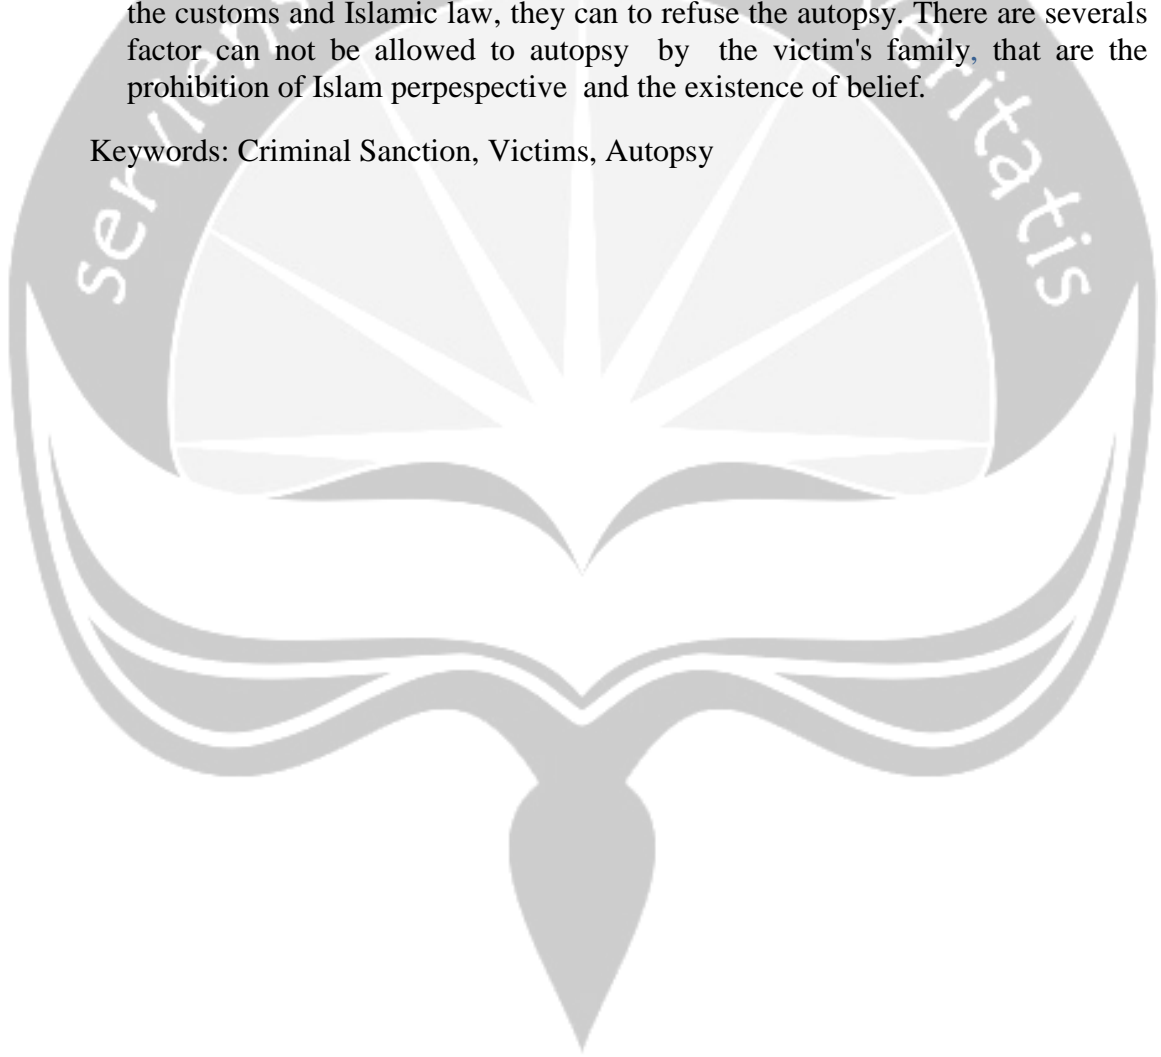 the customs and Islamic law, they can to refuse the autopsy. There are severals
factor can not be allowed to autopsy by the victim's family, that are the
prohibition of Islam perpespective and the existence of belief.
Keywords: Criminal Sanction, Victims, Autopsy
serviens
veritatis